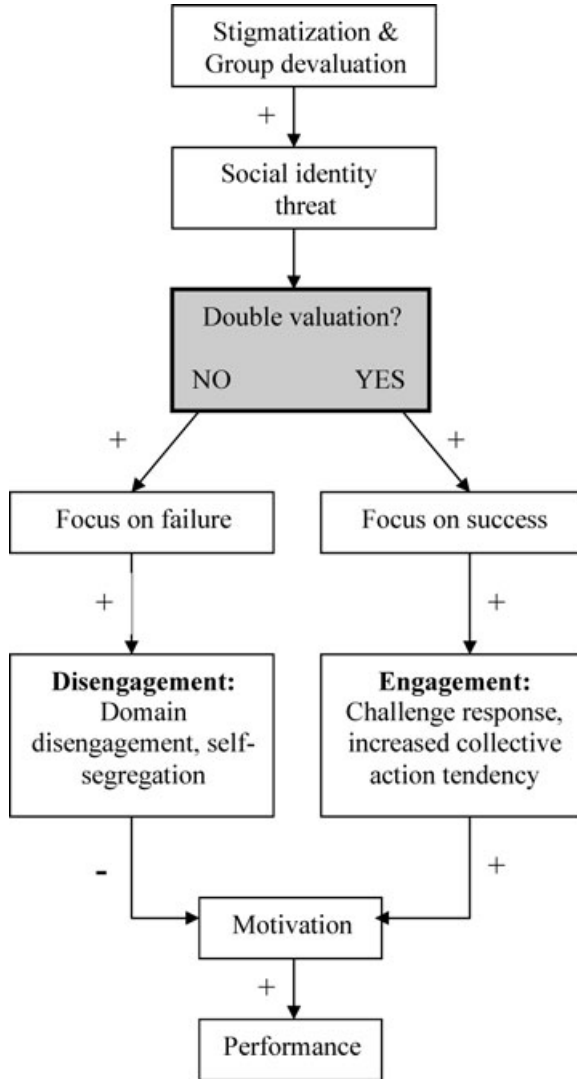 Stigmatization &
Group devaluation
+
Social identity
threat
Double valuation?
NO YES
+ +
Focus on failure Focus on success
+ +
Disengagement: Engagement:
Domain Challenge response,
disengagement, self- increased collective
segregation action tendency
- +
Motivation
+
Performance